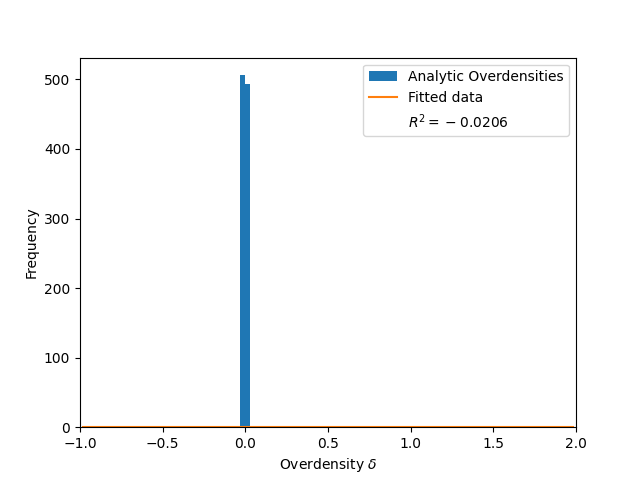 Analytic Overdensities
Fitted data
$R^2 = -0.0206$
Frequency
500
400
300
200
100
0
−1.0 −0.5 0.0 0.5 1.0 1.5 2.0
Overdensity δ